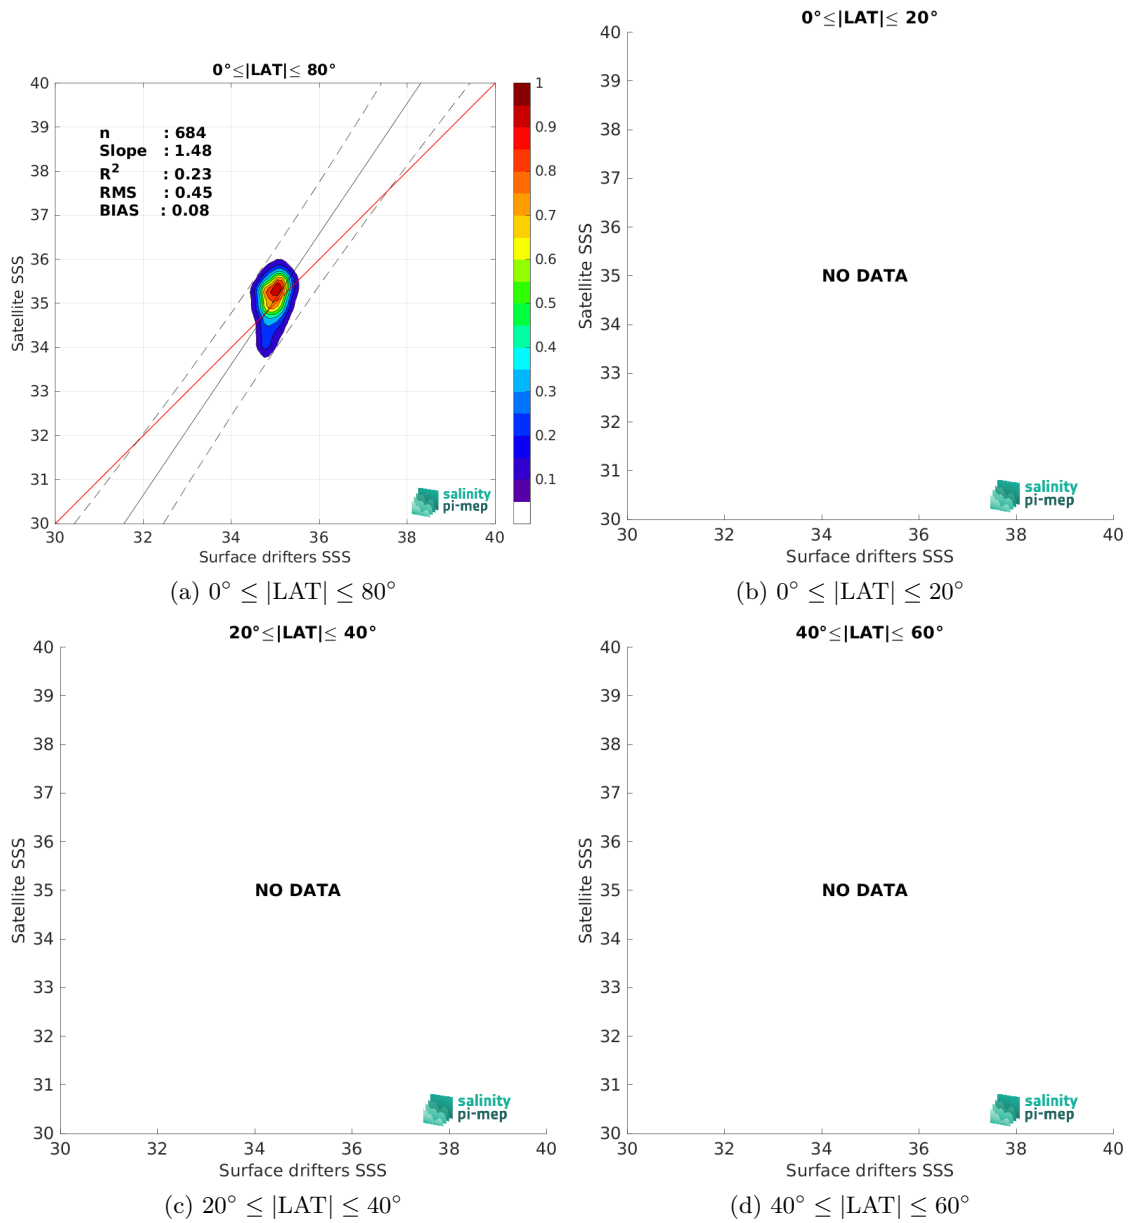 0°≤|LAT|≤ 80°
40
39
38
37
36
35
34
33
32
31
30
Satellite SSS
n : 684
Slope : 1.48
R² : 0.23
RMS : 0.45
BIAS : 0.08
salinity
pi-mep
30 32 34 36 38 40
Surface drifters SSS
1
0.9
0.8
0.7
0.6
0.5
0.4
0.3
0.2
0.1
(a) 0° ≤ |LAT| ≤ 80°
0°≤|LAT|≤ 20°
40
39
38
37
36
35
34
33
32
31
30
Satellite SSS
NO DATA
salinity
pi-mep
30 32 34 36 38 40
Surface drifters SSS
(b) 0° ≤ |LAT| ≤ 20°
20°≤|LAT|≤ 40°
40
39
38
37
36
35
34
33
32
31
30
Satellite SSS
NO DATA
salinity
pi-mep
30 32 34 36 38 40
Surface drifters SSS
(c) 20° ≤ |LAT| ≤ 40°
40°≤|LAT|≤ 60°
40
39
38
37
36
35
34
33
32
31
30
Satellite SSS
NO DATA
salinity
pi-mep
30 32 34 36 38 40
Surface drifters SSS
(d) 40° ≤ |LAT| ≤ 60°